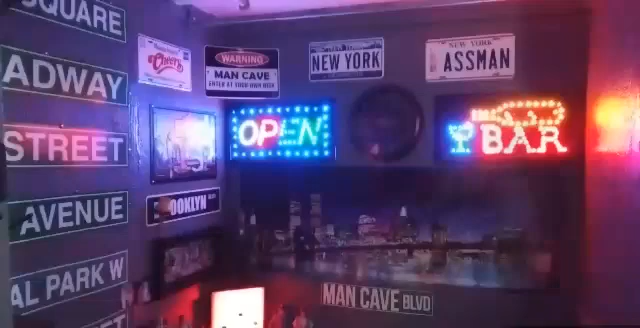 SQUARE
ADWAY
STREET
AVENUE
AL PARK W
Cheers
WARNING
MAN CAVE
ENTER AT YOUR OWN RISK
NEW YORK
NEW YORK
ASSMAN
OPEN
BAR
OOKLYN
MAN CAVE BLVD